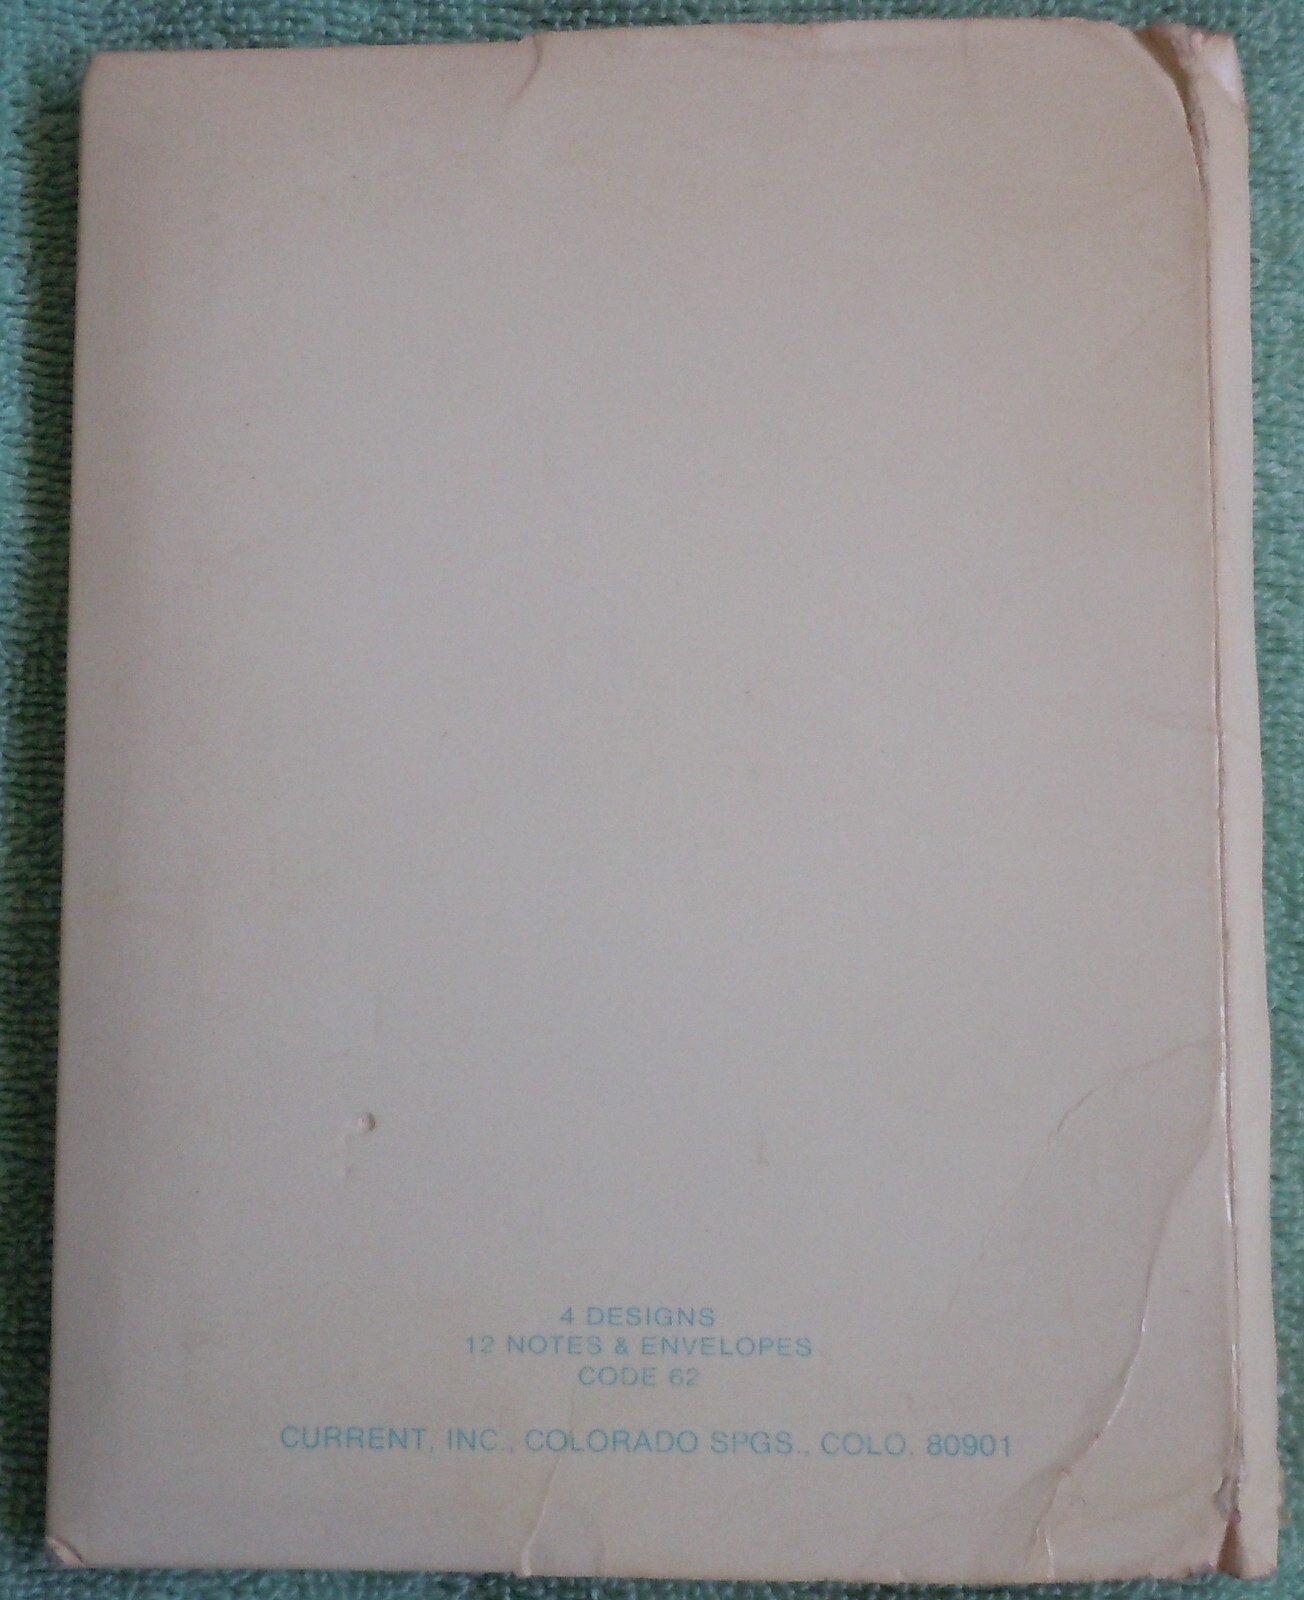 4 DESIGNS
12 NOTES & ENVELOPES
CODE 62
CURRENT, INC., COLORADO SPGS., COLO. 80901